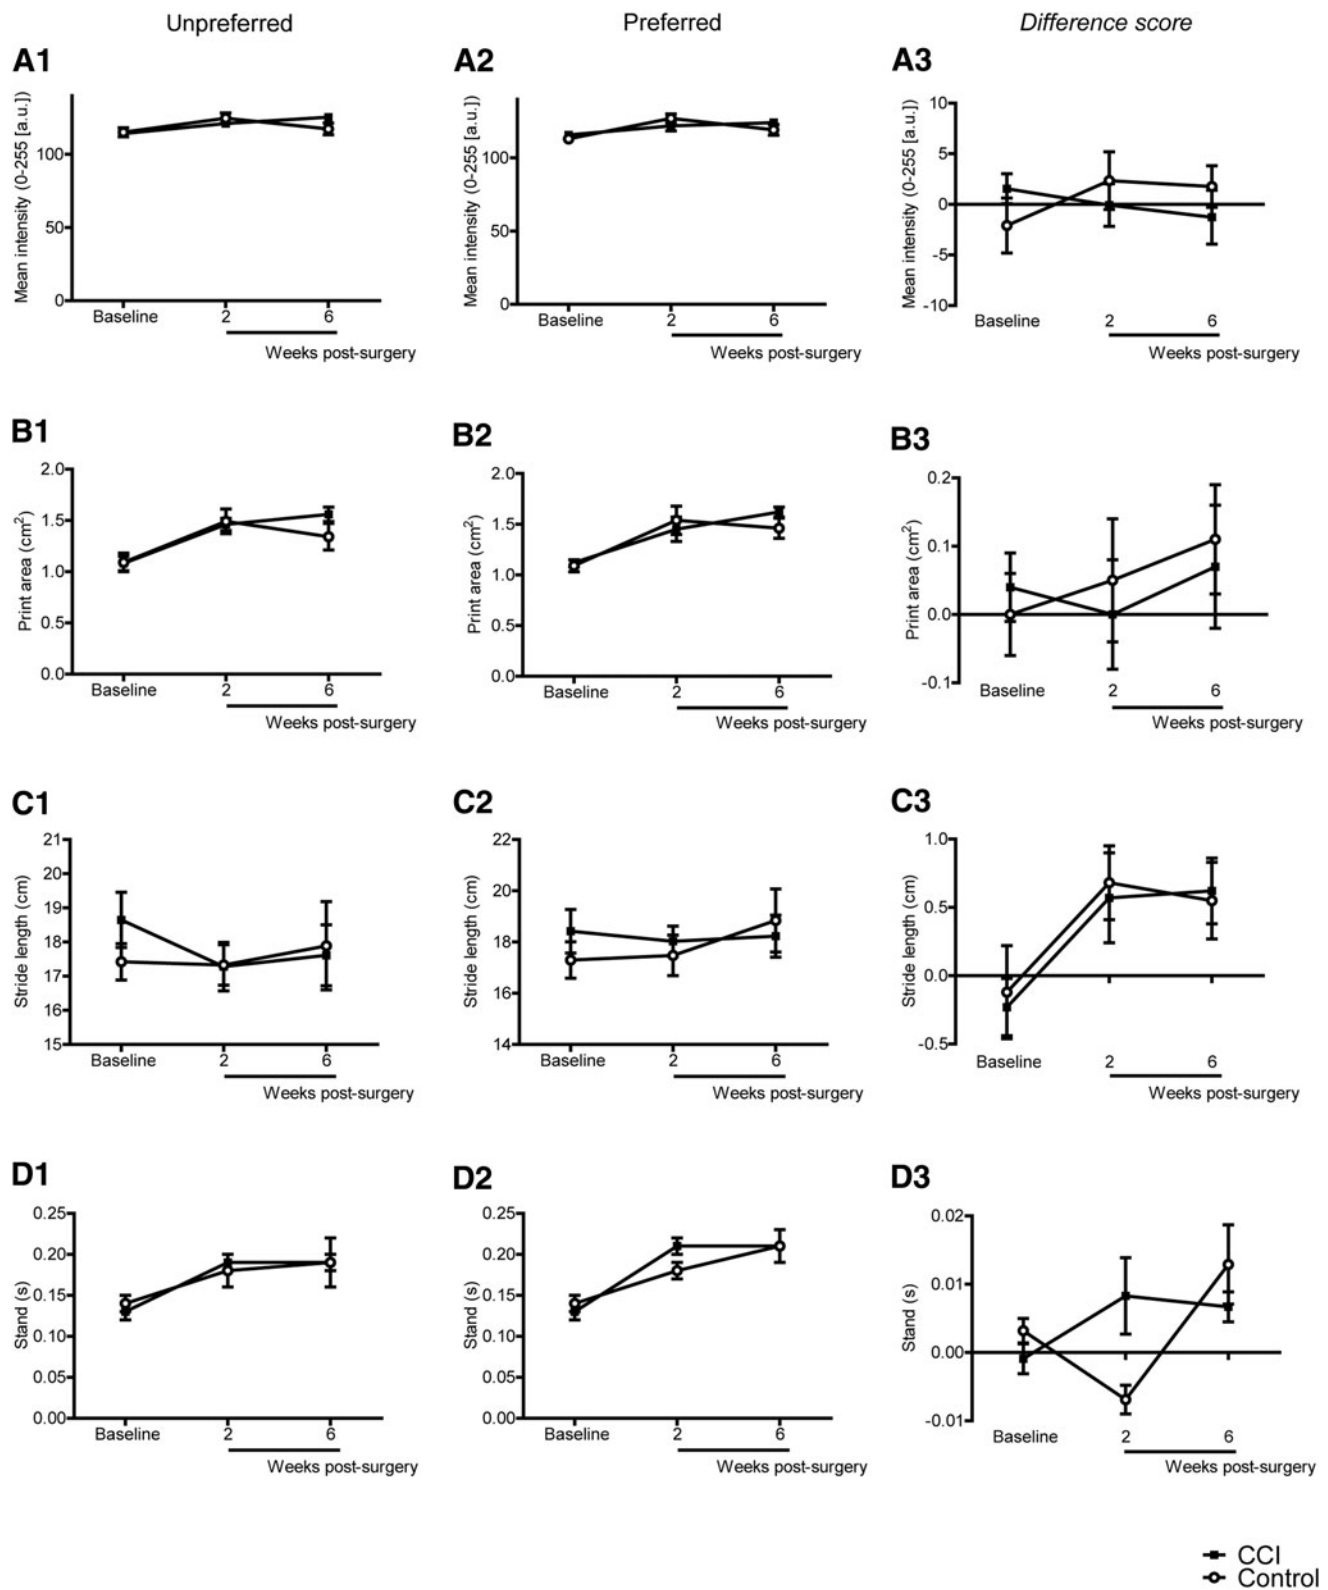 Unpreferred
Preferred
Difference score
A1
Mean intensity (0-255 [a.u.])
100
50
0
Baseline
2
6
Weeks post-surgery
A2
Mean intensity (0-255 [a.u.])
100
50
0
Baseline
2
6
Weeks post-surgery
A3
Mean intensity (0-255 [a.u.])
10
5
0
-5
-10
Baseline
2
6
Weeks post-surgery
B1
Print area (cm²)
2.0
1.5
1.0
0.5
0.0
Baseline
2
6
Weeks post-surgery
B2
Print area (cm²)
2.0
1.5
1.0
0.5
0.0
Baseline
2
6
Weeks post-surgery
B3
Print area (cm²)
0.2
0.1
0.0
-0.1
Baseline
2
6
Weeks post-surgery
C1
Stride length (cm)
21
20
19
18
17
16
15
Baseline
2
6
Weeks post-surgery
C2
Stride length (cm)
22
20
18
16
14
Baseline
2
6
Weeks post-surgery
C3
Stride length (cm)
1.0
0.5
0.0
-0.5
Baseline
2
6
Weeks post-surgery
D1
Stand (s)
0.25
0.20
0.15
0.10
0.05
0.00
Baseline
2
6
Weeks post-surgery
D2
Stand (s)
0.25
0.20
0.15
0.10
0.05
0.00
Baseline
2
6
Weeks post-surgery
D3
Stand (s)
0.02
0.01
0.00
-0.01
Baseline
2
6
Weeks post-surgery
CCI
Control